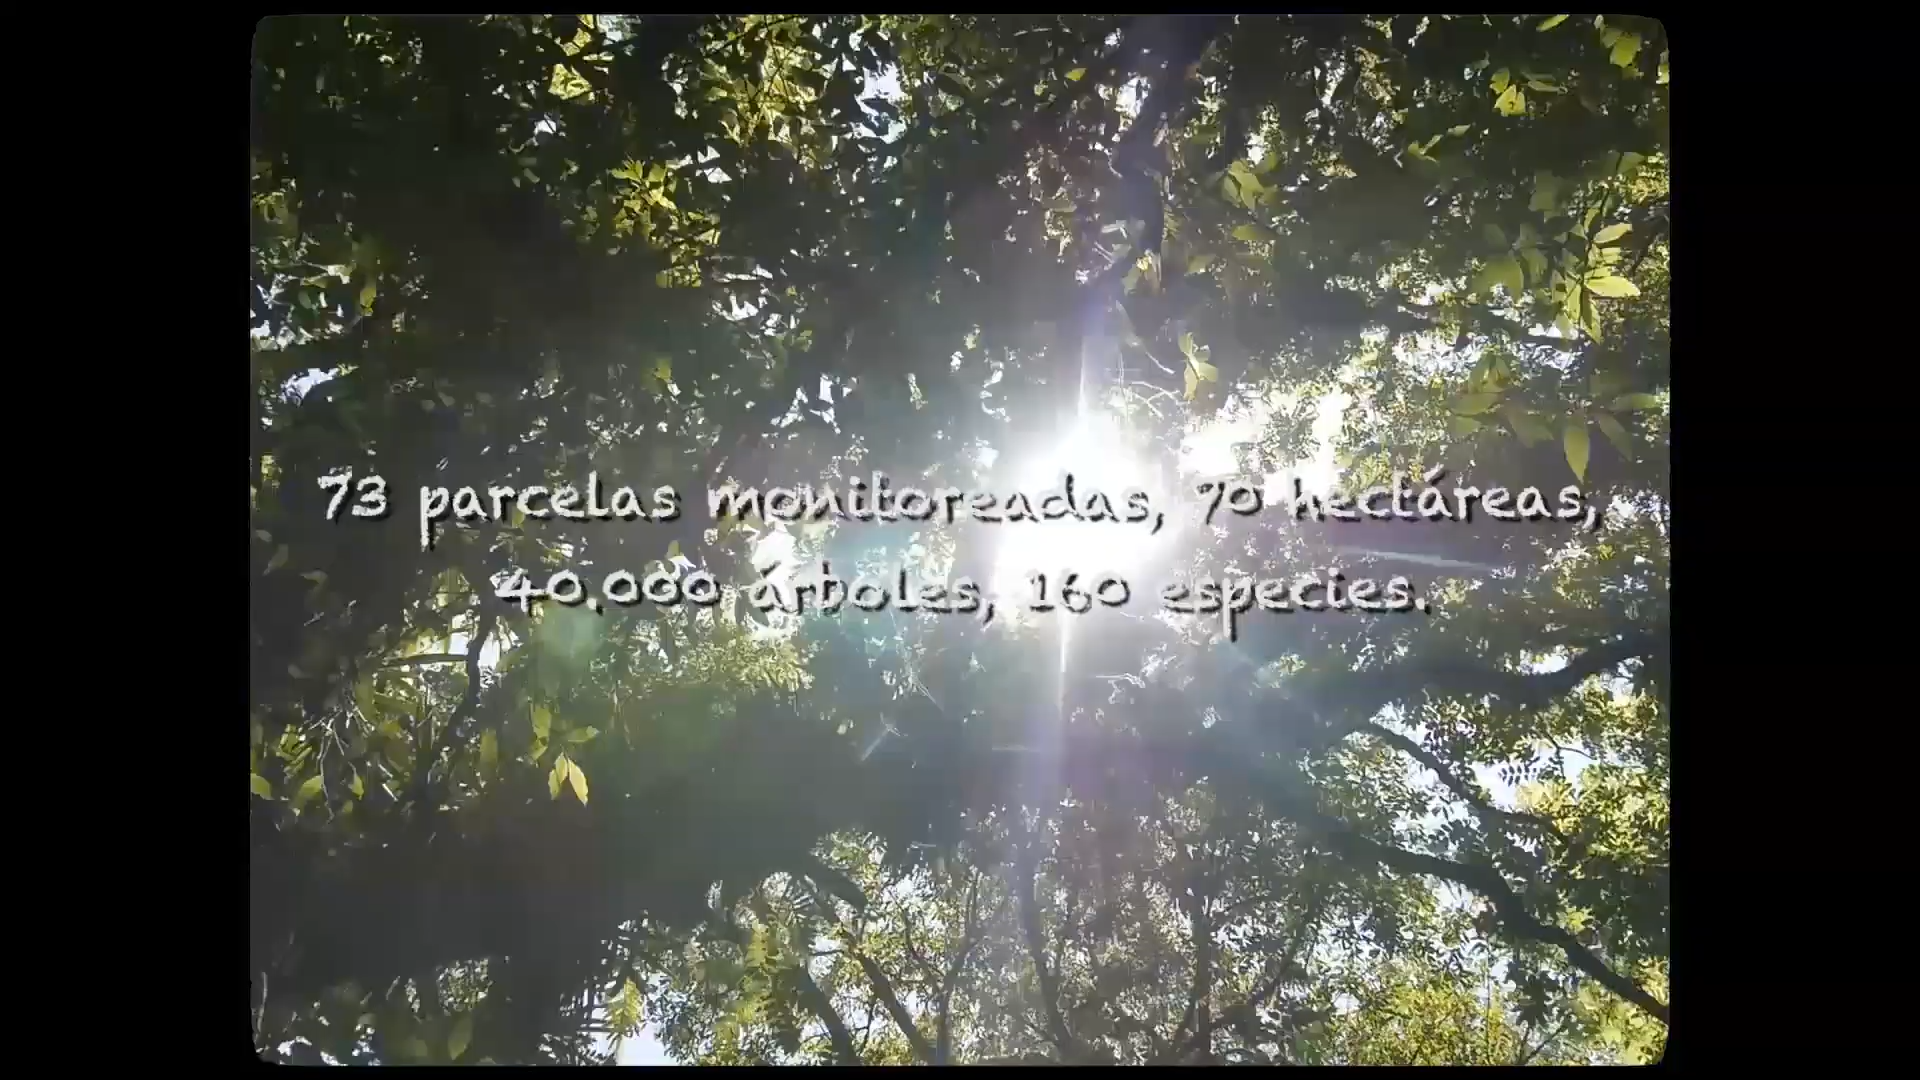 73 parcelas monitoreadas, 70 hectáreas,
40.000 árboles, 160 especies.